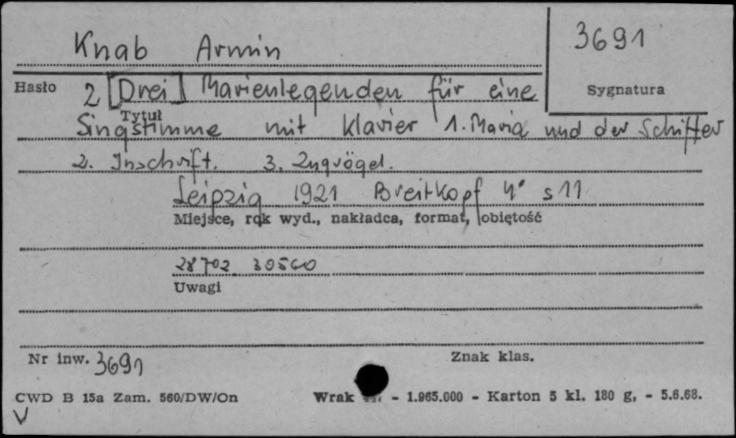 Knab Armin 3691
Hasło 2 [Drei] Marienlegenden für eine Sygnatura
Tytuł
Singstimme mit Klavier 1. Maria und der Schiffer
2. Inschrift. 3. Zugvögel.
Leipzig 1921 Breitkopf 4° s 11
Miejsce, rok wyd., nakładca, format, objętość
28702 30560
Uwagi
Nr inw. 3691 Znak klas.
CWD B 15a Zam. 560/DW/On Wrak - 1.965.000 - Karton 5 kl. 180 g, - 5.6.68.
V